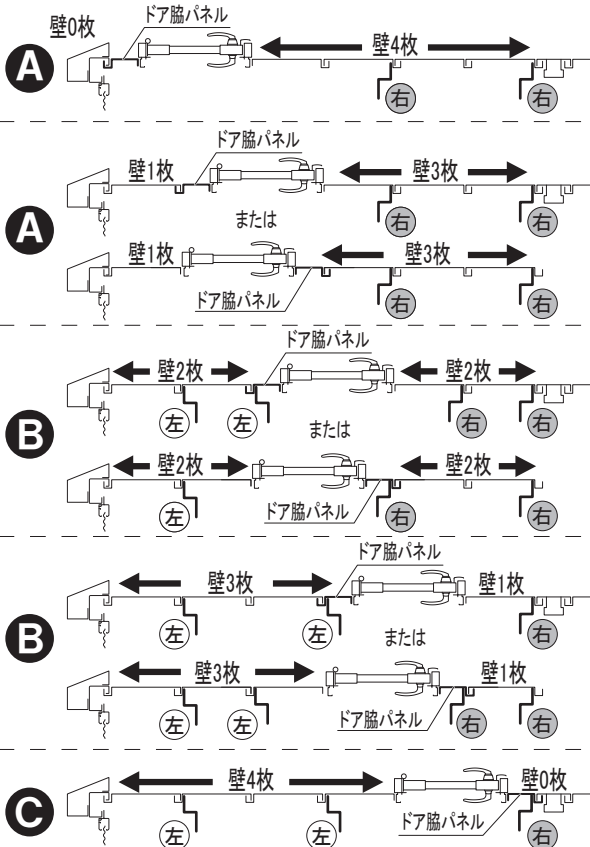 壁0枚
ドア脇パネル
A
壁4枚
右 右
ドア脇パネル
A
壁1枚
壁3枚
または
右 右
壁1枚
壁3枚
ドア脇パネル
右 右
ドア脇パネル
壁2枚
壁2枚
B
左 左
または
右 右
壁2枚
壁2枚
左
ドア脇パネル
右 右
ドア脇パネル
壁3枚
壁1枚
B
左 左
または
右
壁3枚
壁1枚
左 左
ドア脇パネル
右 右
C
壁4枚
壁0枚
ドア脇パネル
左 左
右